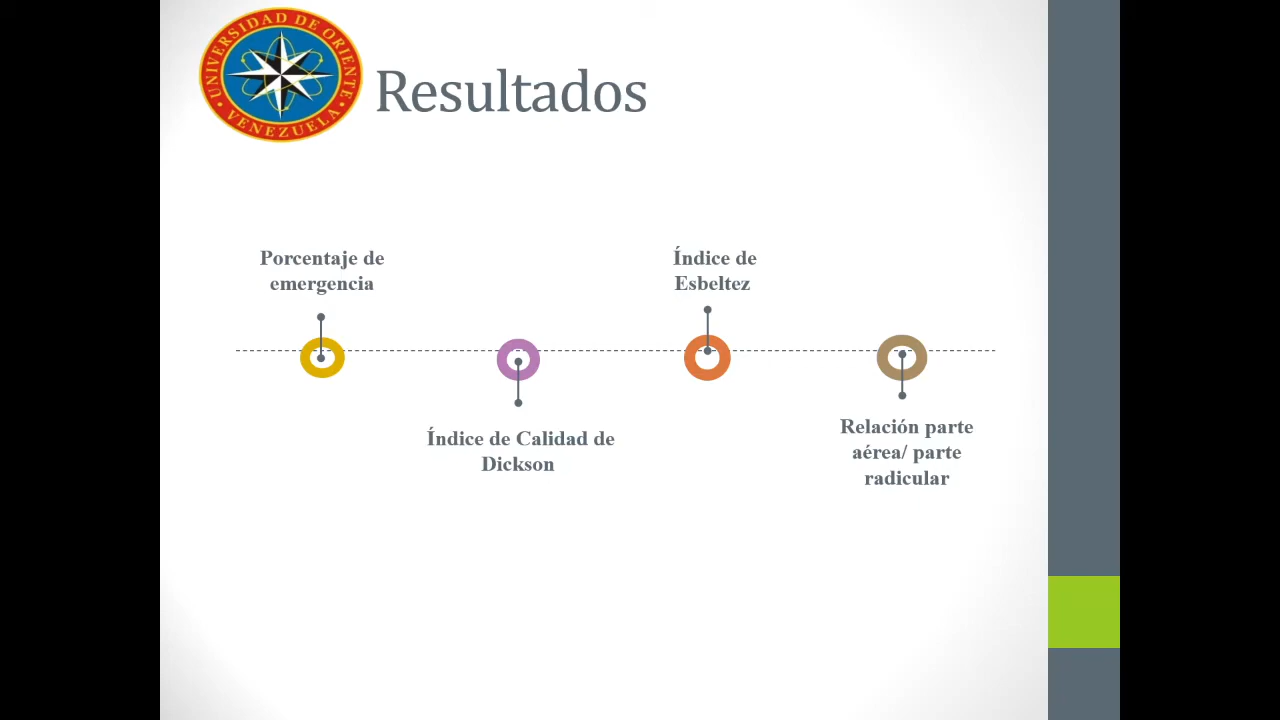 UNIVERSIDAD DE ORIENTE
VENEZUELA
Resultados
Porcentaje de
emergencia
Índice de
Esbeltez
Índice de Calidad de
Dickson
Relación parte
aérea/ parte
radicular